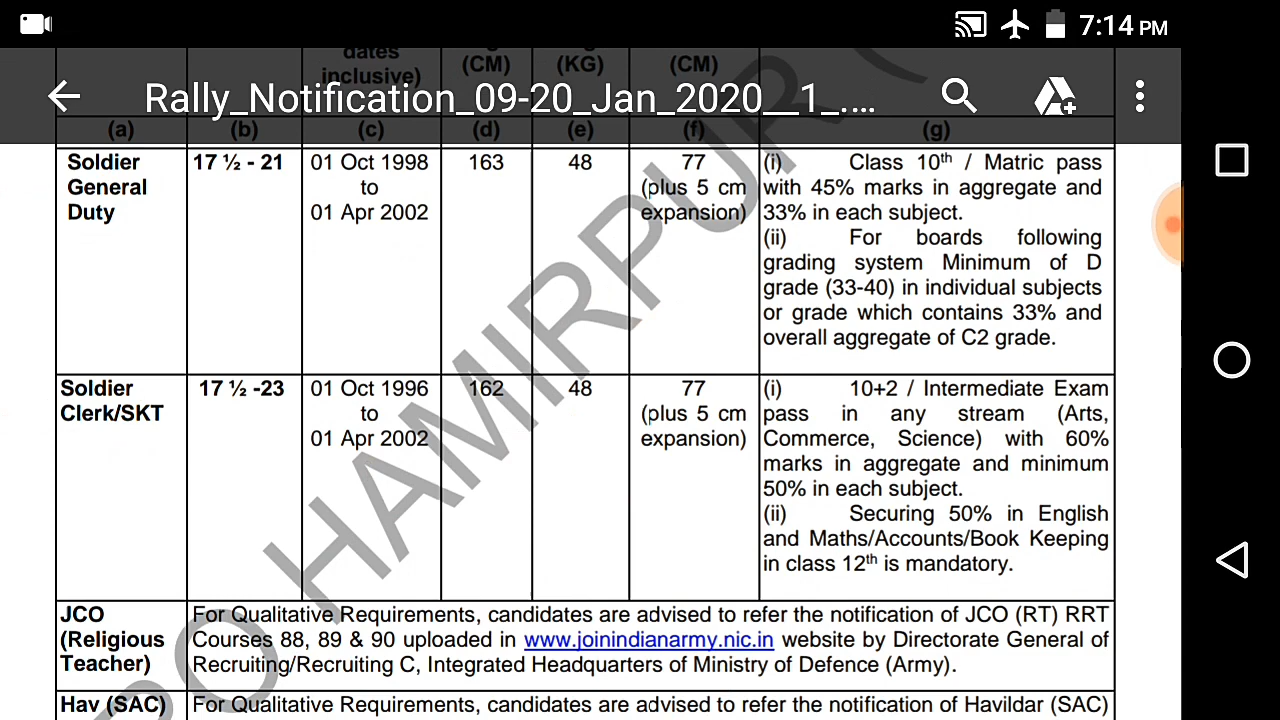 7:14 PM
dates
inclusive)
(CM)
(KG)
(CM)
Rally_Notification_09-20_Jan_2020__1_....
(a)
(b)
(c)
(d)
(e)
(f)
(g)
Soldier
General
Duty
17 ½ - 21
01 Oct 1998
to
01 Apr 2002
163
48
77
(plus 5 cm
expansion)
(i) Class 10th / Matric pass
with 45% marks in aggregate and
33% in each subject.
(ii) For boards following
grading system Minimum of D
grade (33-40) in individual subjects
or grade which contains 33% and
overall aggregate of C2 grade.
Soldier
Clerk/SKT
17 ½ -23
01 Oct 1996
to
01 Apr 2002
162
48
77
(plus 5 cm
expansion)
(i) 10+2 / Intermediate Exam
pass in any stream (Arts,
Commerce, Science) with 60%
marks in aggregate and minimum
50% in each subject.
(ii) Securing 50% in English
and Maths/Accounts/Book Keeping
in class 12th is mandatory.
JCO
(Religious
Teacher)
For Qualitative Requirements, candidates are advised to refer the notification of JCO (RT) RRT
Courses 88, 89 & 90 uploaded in www.joinindianarmy.nic.in website by Directorate General of
Recruiting/Recruiting C, Integrated Headquarters of Ministry of Defence (Army).
Hav (SAC)
For Qualitative Requirements, candidates are advised to refer the notification of Havildar (SAC)
HAMIRPUR